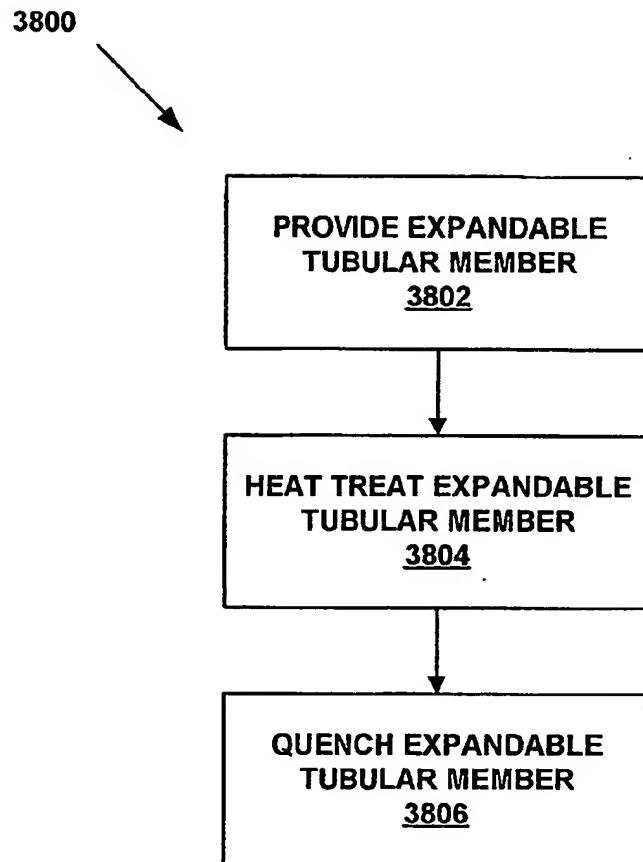 3800
PROVIDE EXPANDABLE
TUBULAR MEMBER
3802
HEAT TREAT EXPANDABLE
TUBULAR MEMBER
3804
QUENCH EXPANDABLE
TUBULAR MEMBER
3806